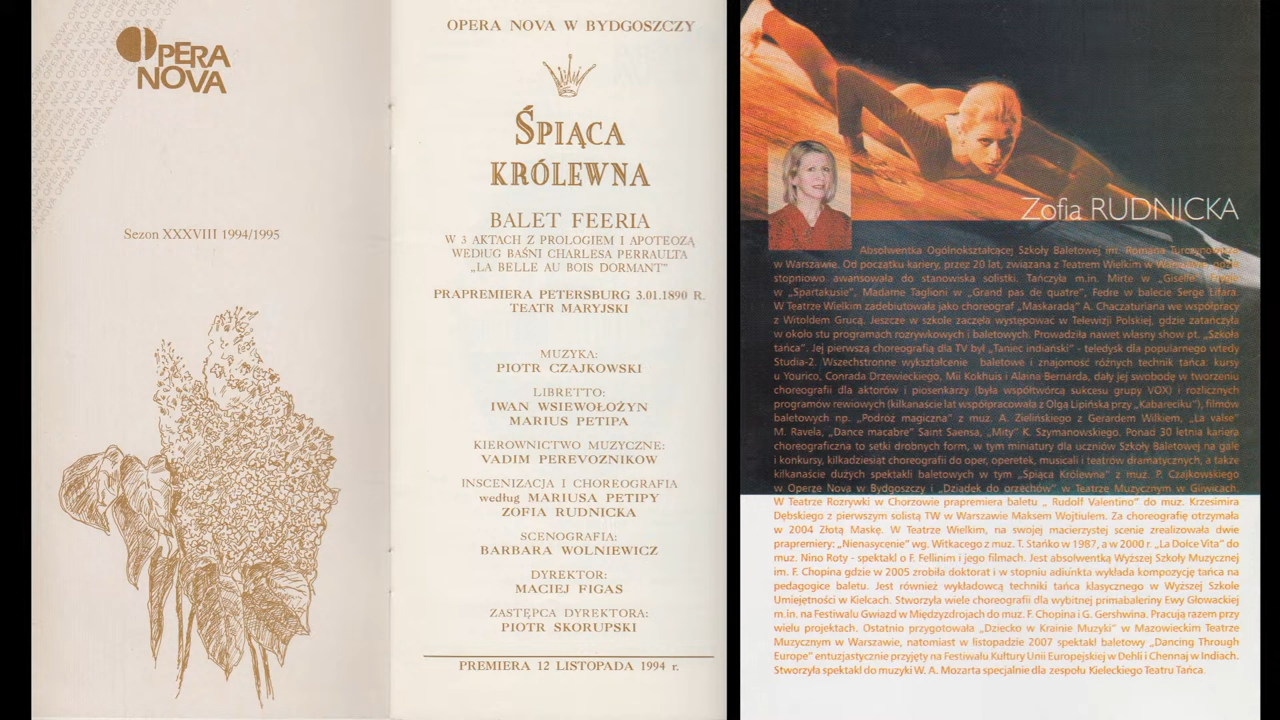 OPERA
NOVA
Sezon XXXVIII 1994/1995
OPERA NOVA W BYDGOSZCZY
ŚPIĄCA
KRÓLEWNA
BALET FEERIA
W 3 AKTACH Z PROLOGIEM I APOTEOZĄ
WEDŁUG BAŚNI CHARLESA PERRAULTA
„LA BELLE AU BOIS DORMANT"
PRAPREMIERA PETERSBURG 3.01.1890 R.
TEATR MARYJSKI
MUZYKA:
PIOTR CZAJKOWSKI
LIBRETTO:
IWAN WSIEWOŁOŻYN
MARIUS PETIPA
KIEROWNICTWO MUZYCZNE:
VADIM PEREVOZNIKOW
INSCENIZACJA I CHOREOGRAFIA
według MARIUSA PETIPY
ZOFIA RUDNICKA
SCENOGRAFIA:
BARBARA WOLNIEWICZ
DYREKTOR:
MACIEJ FIGAS
ZASTĘPCA DYREKTORA:
PIOTR SKORUPSKI
PREMIERA 12 LISTOPADA 1994 r.
Zofia RUDNICKA
Absolwentka Ogólnokształcącej Szkoły Baletowej im. Romana Turczynowicza
w Warszawie. Od początku kariery, przez 20 lat, związana z Teatrem Wielkim w Warszawie, gdzie
stopniowo awansowała do stanowiska solistki. Tańczyła m.in. Mirte w „Giselle",
w „Spartakusie", Madame Taglioni w „Grand pas de quatre", Fedre w balecie Serge Lifara.
W Teatrze Wielkim zadebiutowała jako choreograf „Maskaradą" A. Chaczaturiana we współpracy
z Witoldem Grucą. Jeszcze w szkole zaczęła występować w Telewizji Polskiej, gdzie zatańczyła
w około stu programach rozrywkowych i baletowych. Prowadziła nawet własny show pt. „Szkoła
tańca". Jej pierwszą choreografią dla TV był „Taniec indiański" - teledysk dla popularnego wtedy
Studia-2. Wszechstronne wykształcenie baletowe i znajomość różnych technik tańca: kursy
u Yourico, Conrada Drzewieckiego, Mii Kokhuis i Alaina Bernarda, dały jej swobodę w tworzeniu
choreografii dla aktorów i piosenkarzy (była współtwórcą sukcesu grupy VOX) i rozlicznych
programów rewiowych (kilkanaście lat współpracowała z Olgą Lipińską przy „Kabareciku"), filmów
baletowych np. „Podróż magiczna" z muz. A. Zielińskiego z Gerardem Wilkiem, „La valse"
M. Ravela, „Dance macabre" Saint Saensa, „Mity" K. Szymanowskiego. Ponad 30 letnia kariera
choreograficzna to setki drobnych form, w tym miniatury dla uczniów Szkoły Baletowej na gale
i konkursy, kilkadziesiąt choreografii do oper, operetek, musicali i teatrów dramatycznych, a także
kilkanaście dużych spektakli baletowych w tym „Śpiąca Królewna" z muz. P. Czajkowskiego
w Operze Nova w Bydgoszczy i „Dziadek do orzechów" w Teatrze Muzycznym w Gliwicach.
W Teatrze Rozrywki w Chorzowie prapremiera baletu „ Rudolf Valentino" do muz. Krzesimira
Dębskiego z pierwszym solistą TW w Warszawie Maksem Wojtiulem. Za choreografię otrzymała
w 2004 Złotą Maskę. W Teatrze Wielkim, na swojej macierzystej scenie zrealizowała dwie
prapremiery: „Nienasycenie" wg. Witkacego z muz. T. Stańko w 1987, a w 2000 r. „La Dolce Vita" do
muz. Nino Roty - spektakl o F. Fellinim i jego filmach. Jest absolwentką Wyższej Szkoły Muzycznej
im. F. Chopina gdzie w 2005 zrobiła doktorat i w stopniu adiunkta wykłada kompozycję tańca na
pedagogice baletu. Jest również wykładowcą techniki tańca klasycznego w Wyższej Szkole
Umiejętności w Kielcach. Stworzyła wiele choreografii dla wybitnej primabaleriny Ewy Głowackiej
m.in. na Festiwalu Gwiazd w Międzyzdrojach do muz. F. Chopina i G. Gershwina. Pracują razem przy
wielu projektach. Ostatnio przygotowała „Dziecko w Krainie Muzyki" w Mazowieckim Teatrze
Muzycznym w Warszawie, natomiast w listopadzie 2007 spektakl baletowy „Dancing Through
Europe" entuzjastycznie przyjęty na Festiwalu Kultury Unii Europejskiej w Dehli i Chennaj w Indiach.
Stworzyła spektakl do muzyki W. A. Mozarta specjalnie dla zespołu Kieleckiego Teatru Tańca.